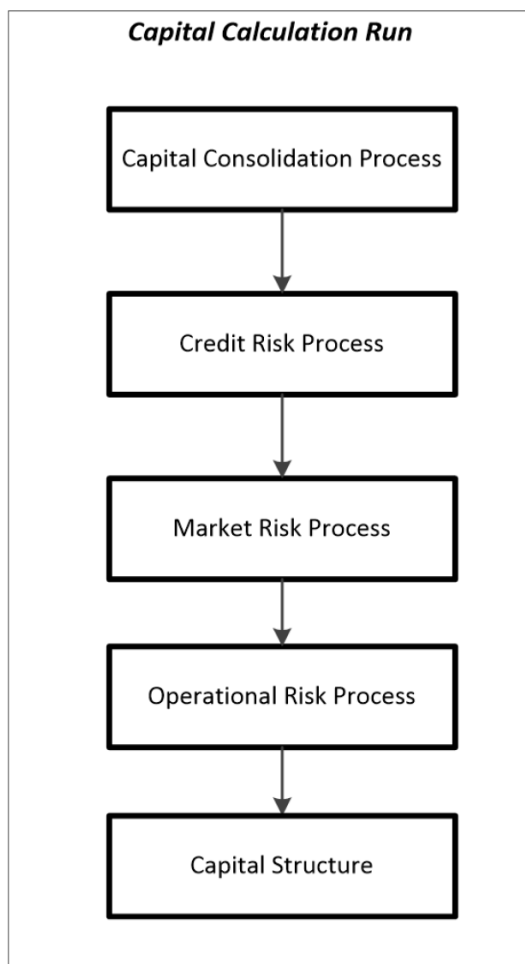 Capital Calculation Run
Capital Consolidation Process
Credit Risk Process
Market Risk Process
Operational Risk Process
Capital Structure